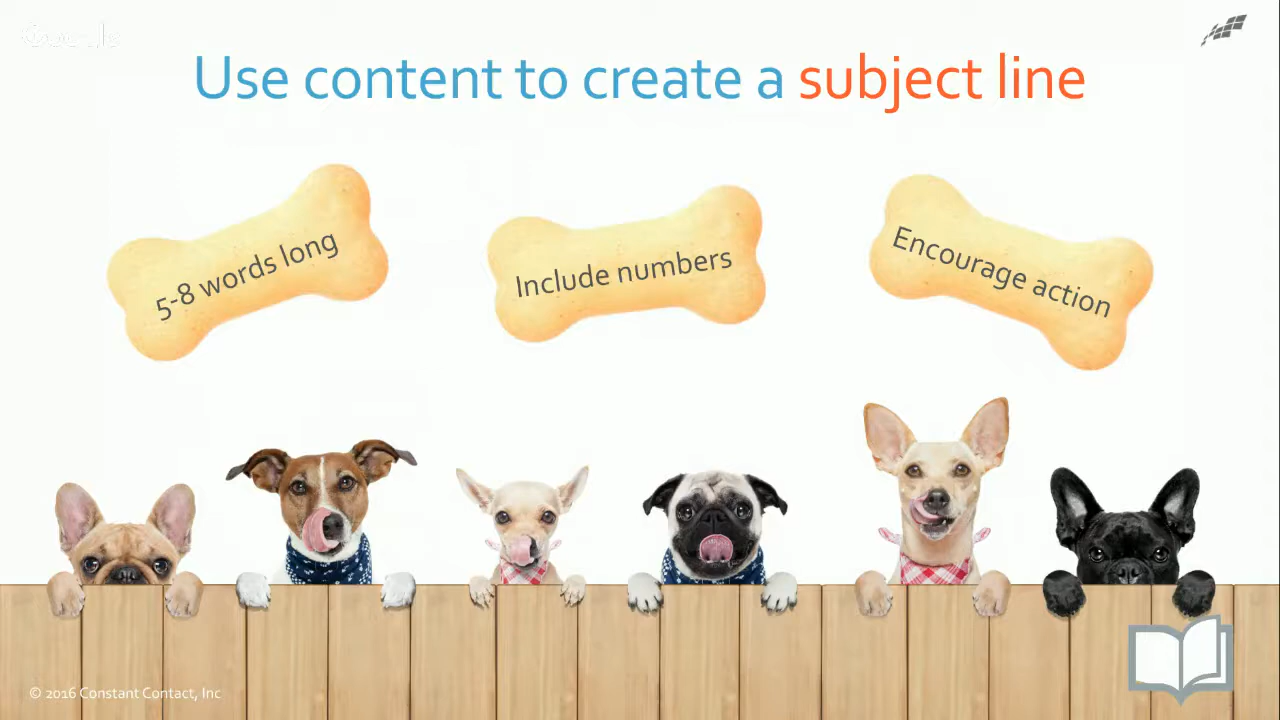 Use content to create a subject line
5-8 words long
Include numbers
Encourage action
© 2016 Constant Contact, Inc